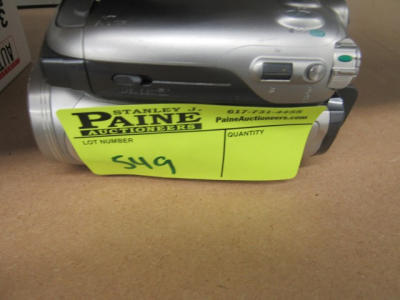 STANLEY J.
PAINE
AUCTIONEERS
617-731-4455
PaineAuctioneers.com
LOT NUMBER
QUANTITY
549